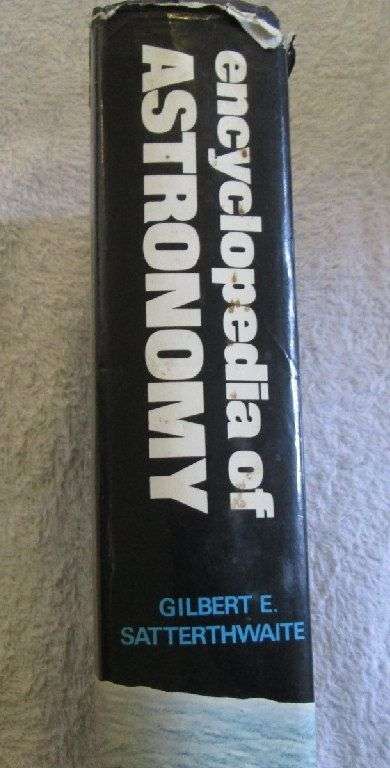 encyclopedia of
ASTRONOMY
GILBERT E.
SATTERTHWAITE